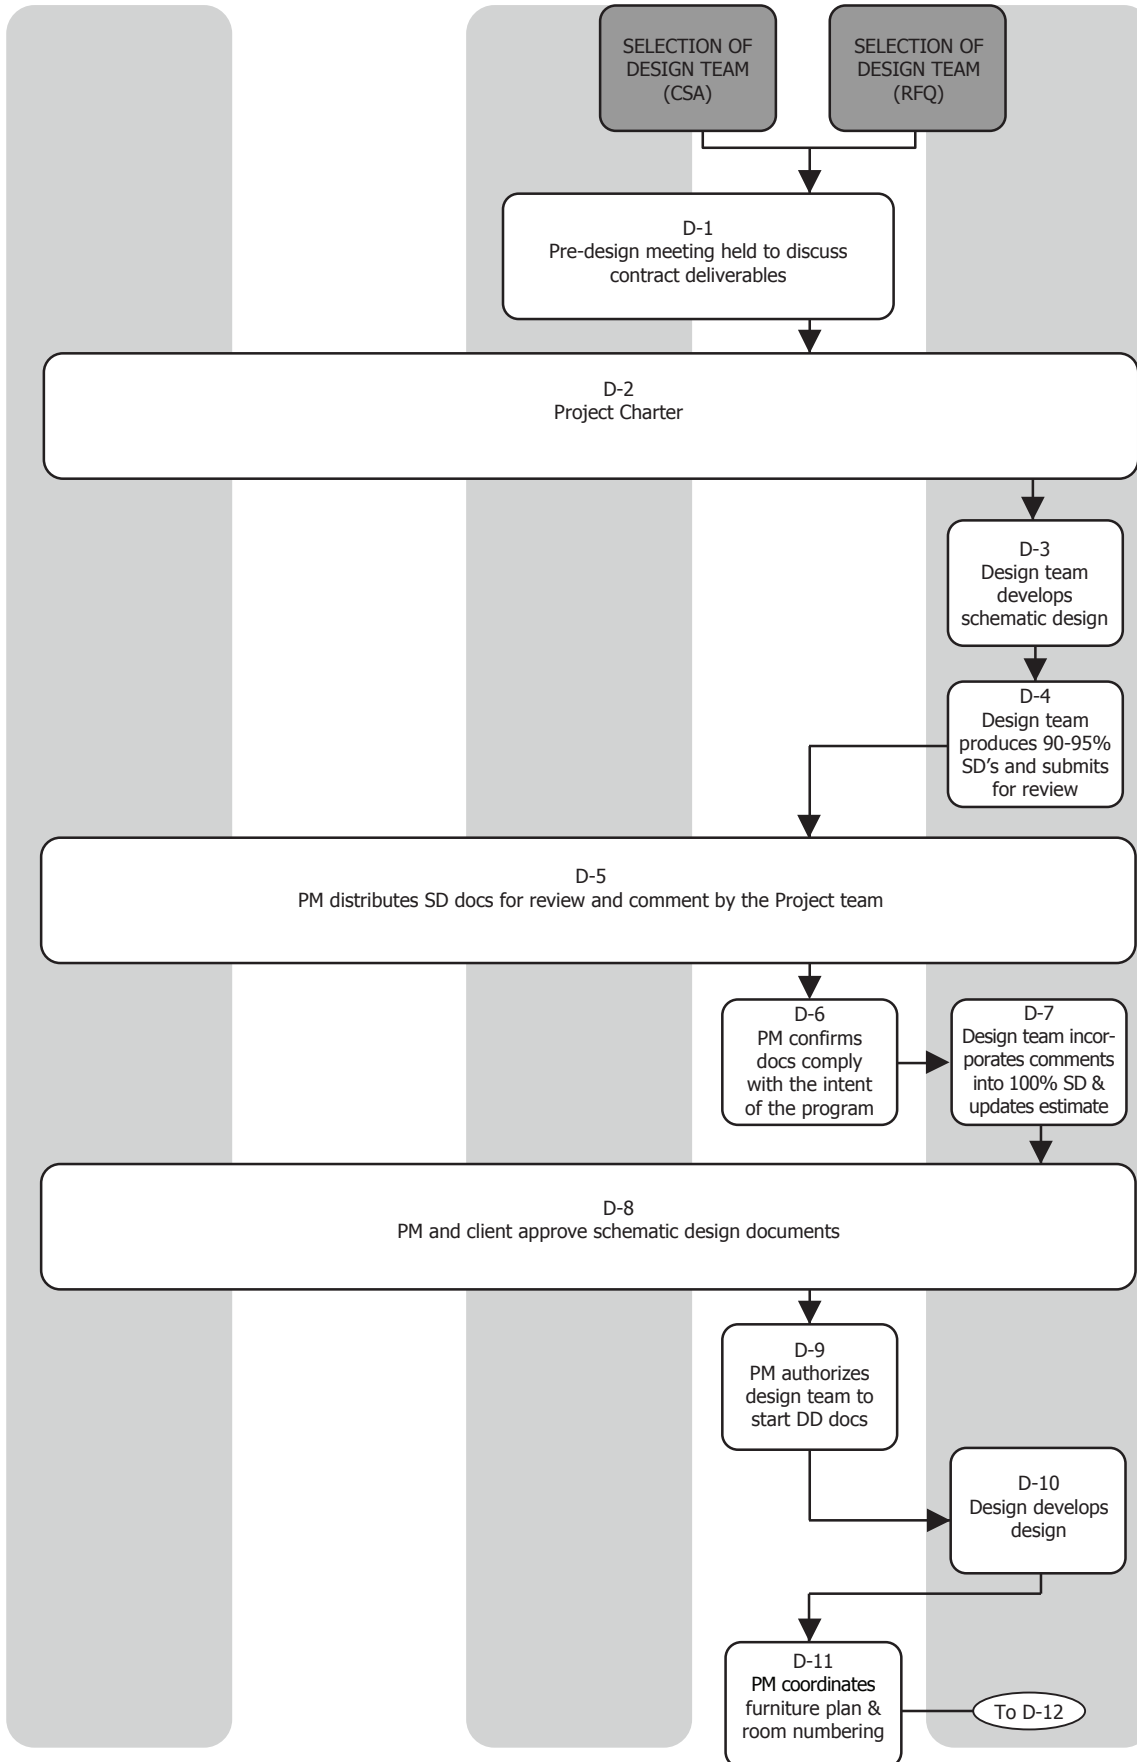 SELECTION OF
DESIGN TEAM
(CSA)
SELECTION OF
DESIGN TEAM
(RFQ)
D-1
Pre-design meeting held to discuss
contract deliverables
D-2
Project Charter
D-3
Design team
develops
schematic design
D-4
Design team
produces 90-95%
SD's and submits
for review
D-5
PM distributes SD docs for review and comment by the Project team
D-6
PM confirms
docs comply
with the intent
of the program
D-7
Design team incor-
porates comments
into 100% SD &
updates estimate
D-8
PM and client approve schematic design documents
D-9
PM authorizes
design team to
start DD docs
D-10
Design develops
design
D-11
PM coordinates
furniture plan &
room numbering
To D-12